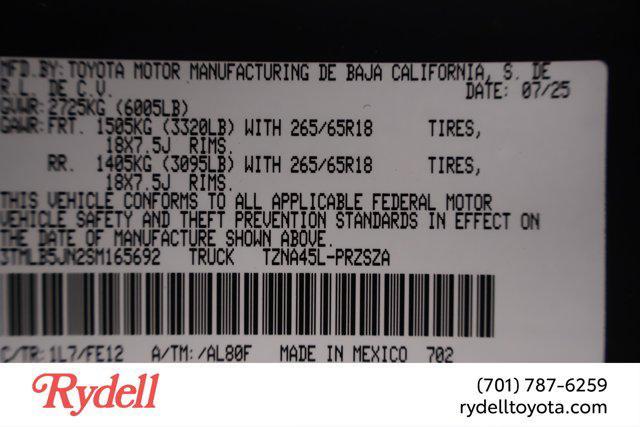 MFD.BY:TOYOTA MOTOR MANUFACTURING DE BAJA CALIFORNIA, S. DE
R.L. DE C.V. DATE: 07/25
GVWR:2725KG (6005LB)
GAWR:FRT. 1505KG (3320LB) WITH 265/65R18 TIRES,
18X7.5J RIMS.
RR. 1405KG (3095LB) WITH 265/65R18 TIRES,
18X7.5J RIMS.
THIS VEHICLE CONFORMS TO ALL APPLICABLE FEDERAL MOTOR
VEHICLE SAFETY AND THEFT PREVENTION STANDARDS IN EFFECT ON
THE DATE OF MANUFACTURE SHOWN ABOVE.
3TMLB5JN2SM165692 TRUCK TZNA45L-PRZSZA
C/TR:1L7/FE12 A/TM:/AL80F MADE IN MEXICO 702
Rydell
(701) 787-6259
rydelltoyota.com